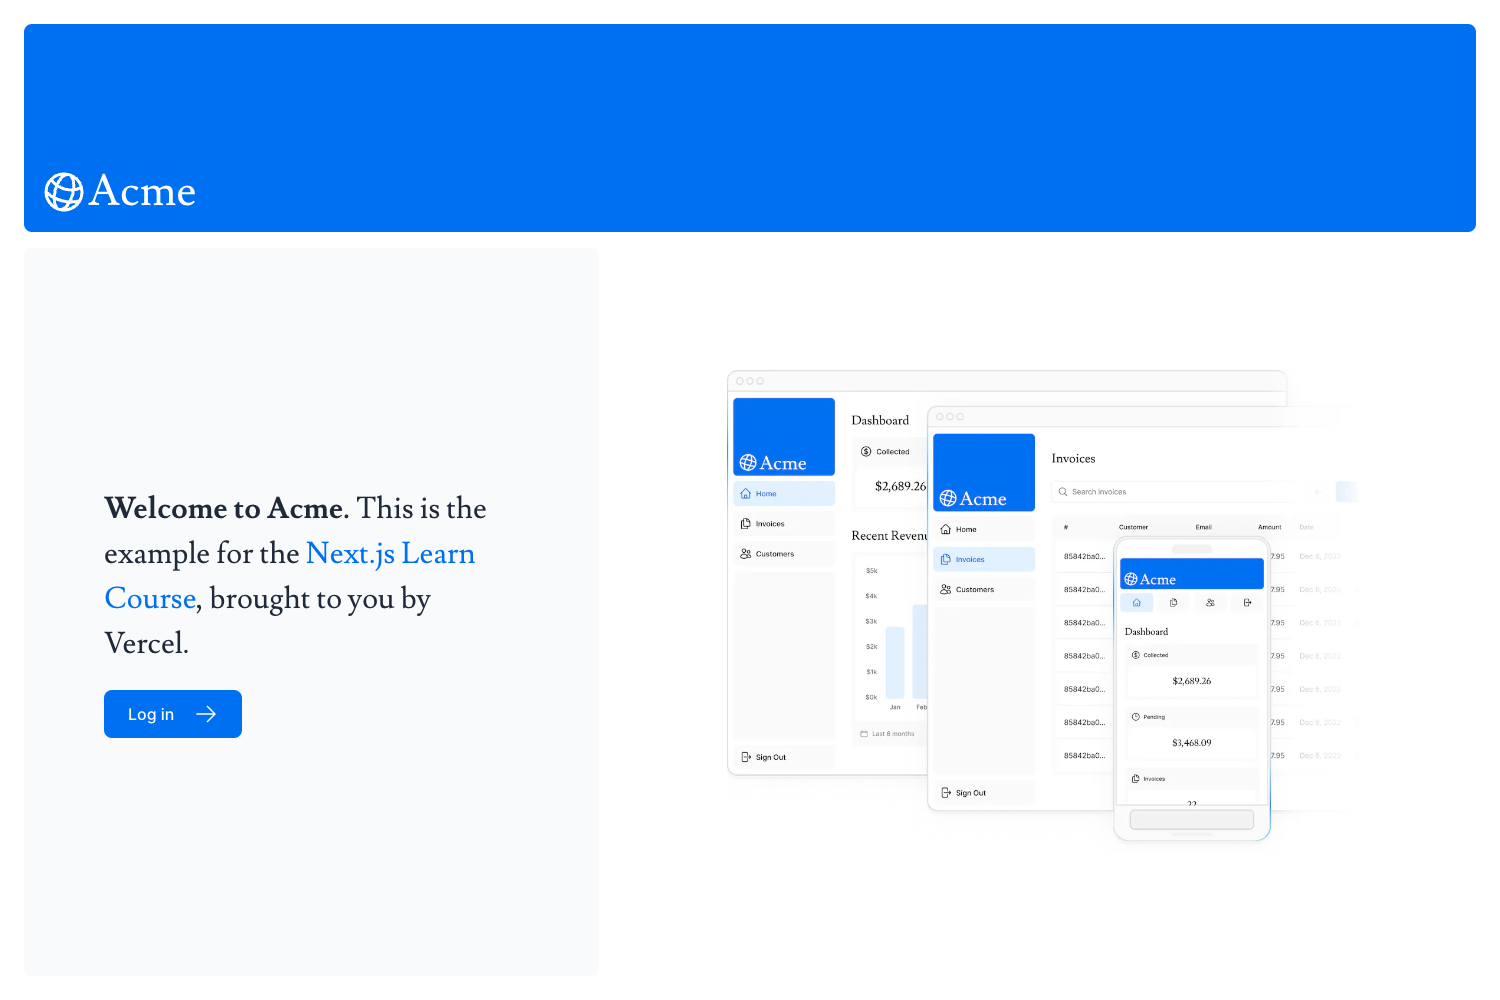 Acme
Welcome to Acme. This is the
example for the Next.js Learn
Course, brought to you by
Vercel.
Log in
Dashboard
Acme
Collected
$2,689.26
Home
Invoices
Customers
Recent Revenu
$5k
$4k
$3k
$2k
$1k
$0k
Jan
Feb
Last 6 months
Sign Out
Acme
Invoices
Search invoices
Home
Invoices
Customers
# Customer Email Amount Date
85842ba0... 7.95 Dec 6, 2022
85842ba0... 7.95 Dec 6, 2022
85842ba0... 7.95 Dec 6, 2022
85842ba0... 7.95 Dec 6, 2022
85842ba0... 7.95 Dec 6, 2022
85842ba0... 7.95 Dec 6, 2022
85842ba0... 7.95 Dec 6, 2022
Sign Out
Acme
Dashboard
Collected
$2,689.26
Pending
$3,468.09
Invoices
22